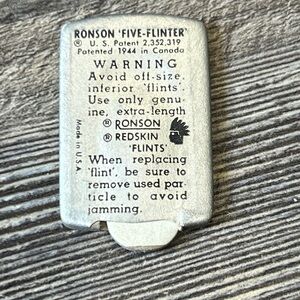 RONSON 'FIVE-FLINTER'
® U. S. Patent 2,352,319
Patented 1944 in Canada
WARNING
Avoid off-size,
inferior 'flints'.
Use only genu-
ine, extra-length
® RONSON
® REDSKIN
'FLINTS'
When replacing
'flint', be sure to
remove used par-
ticle to avoid
jamming.
Made in U.S.A.